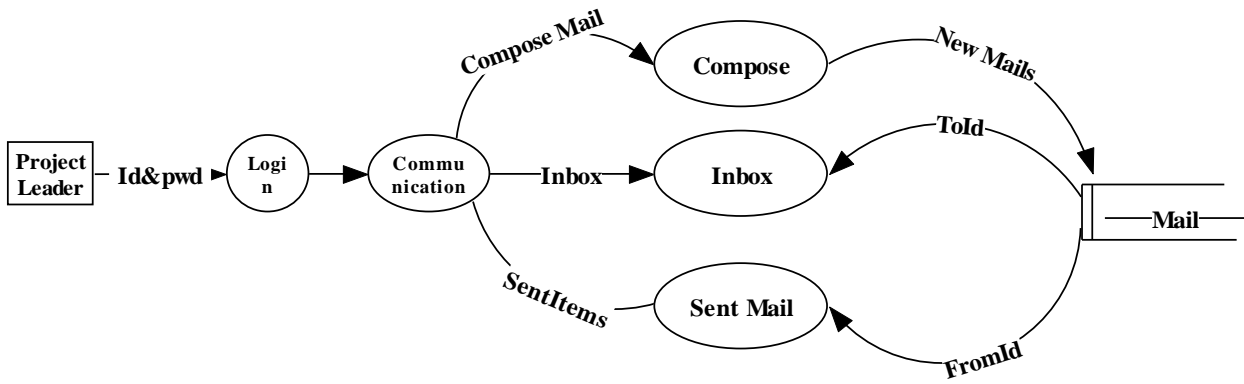 Project
Leader
Id&pwd
Logi
n
Commu
nication
Compose Mail
Compose
New Mails
Inbox
Inbox
ToId
SentItems
Sent Mail
FromId
Mail